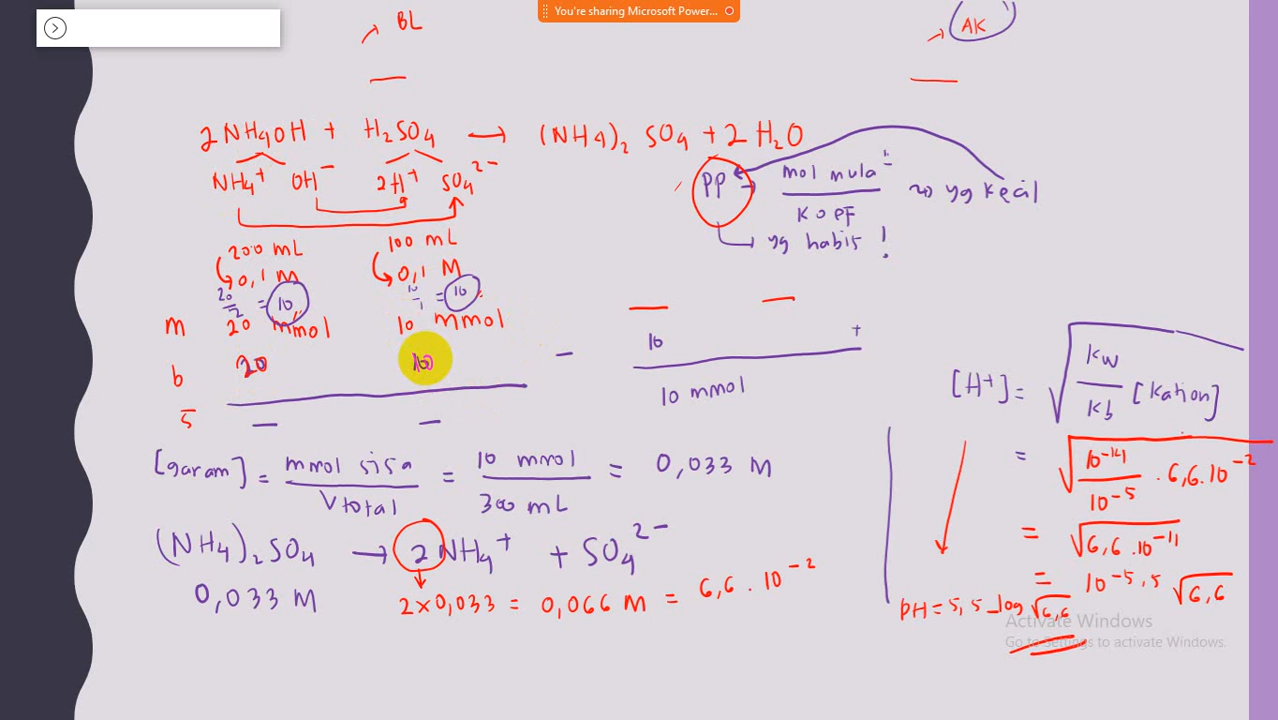 You're sharing Microsoft Power...
BL
AK
2NH4OH + H2SO4 → (NH4)2 SO4 + 2 H2O
NH4+ OH− 2H+ SO4 2−
PP → mol mula²
KOPF
yg kecil
yg habis !
200 mL 100 mL
0,1 M 0,1 M
20/2 = 10 10/1 = 10
m 20 mmol 10 mmol
b 20 10 − 10 +
s − − 10 mmol
[H+] = √ Kw/Kb [kation]
= √ 10−14/10−5 . 6,6.10−2
= √6,6 .10−11
= 10−5,5 √6,6
pH = 5,5 – log √6,6
[garam] = mmol sisa / Vtotal = 10 mmol / 300 mL = 0,033 M
(NH4)2SO4 → 2NH4+ + SO4 2−
0,033 M 2×0,033 = 0,066 M = 6,6 . 10−2
Activate Windows
Go to Settings to activate Windows.